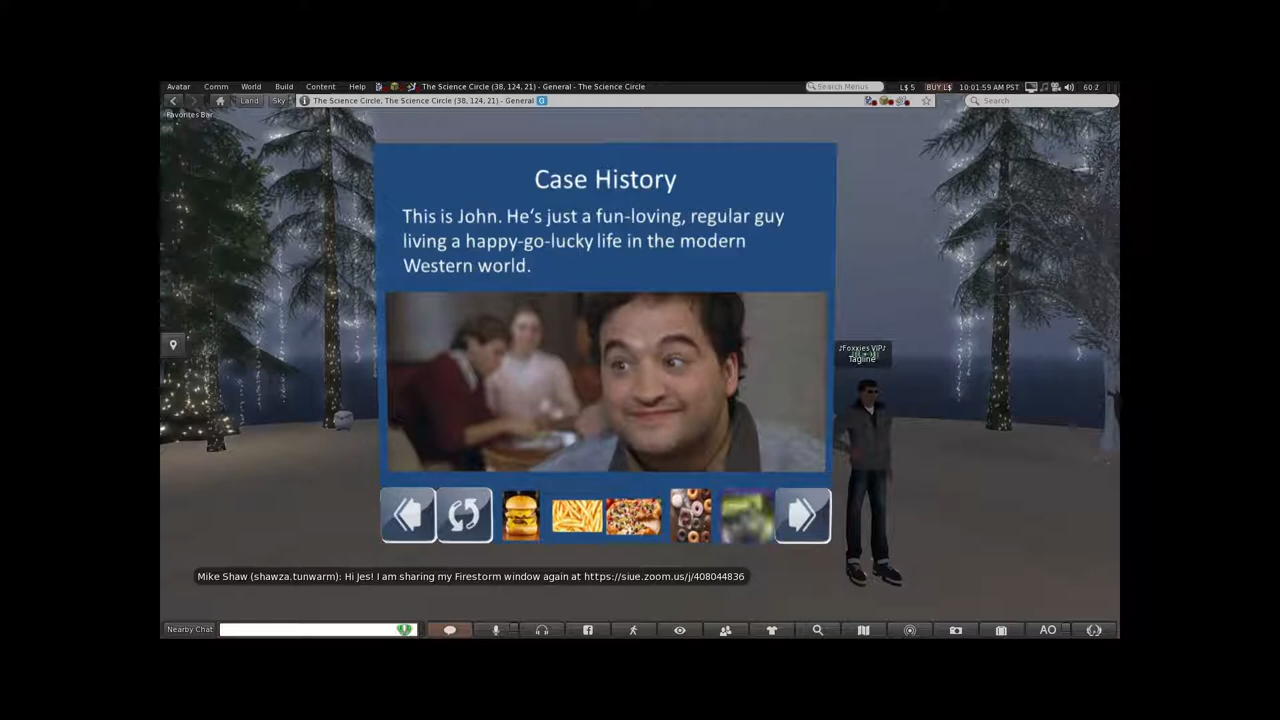 Avatar Comm World Build Content Help The Science Circle (38, 124, 21) - General - The Science Circle Search Menus L$ 5 BUY L$ 10:01:59 AM PST 60.2
Land Sky The Science Circle, The Science Circle (38, 124, 21) - General G Search
Favorites Bar
Case History
This is John. He's just a fun-loving, regular guy
living a happy-go-lucky life in the modern
Western world.
♪Foxxies VIP♪
Tagline
Mike Shaw (shawza.tunwarm): Hi Jes! I am sharing my Firestorm window again at https://siue.zoom.us/j/408044836
Nearby Chat AO